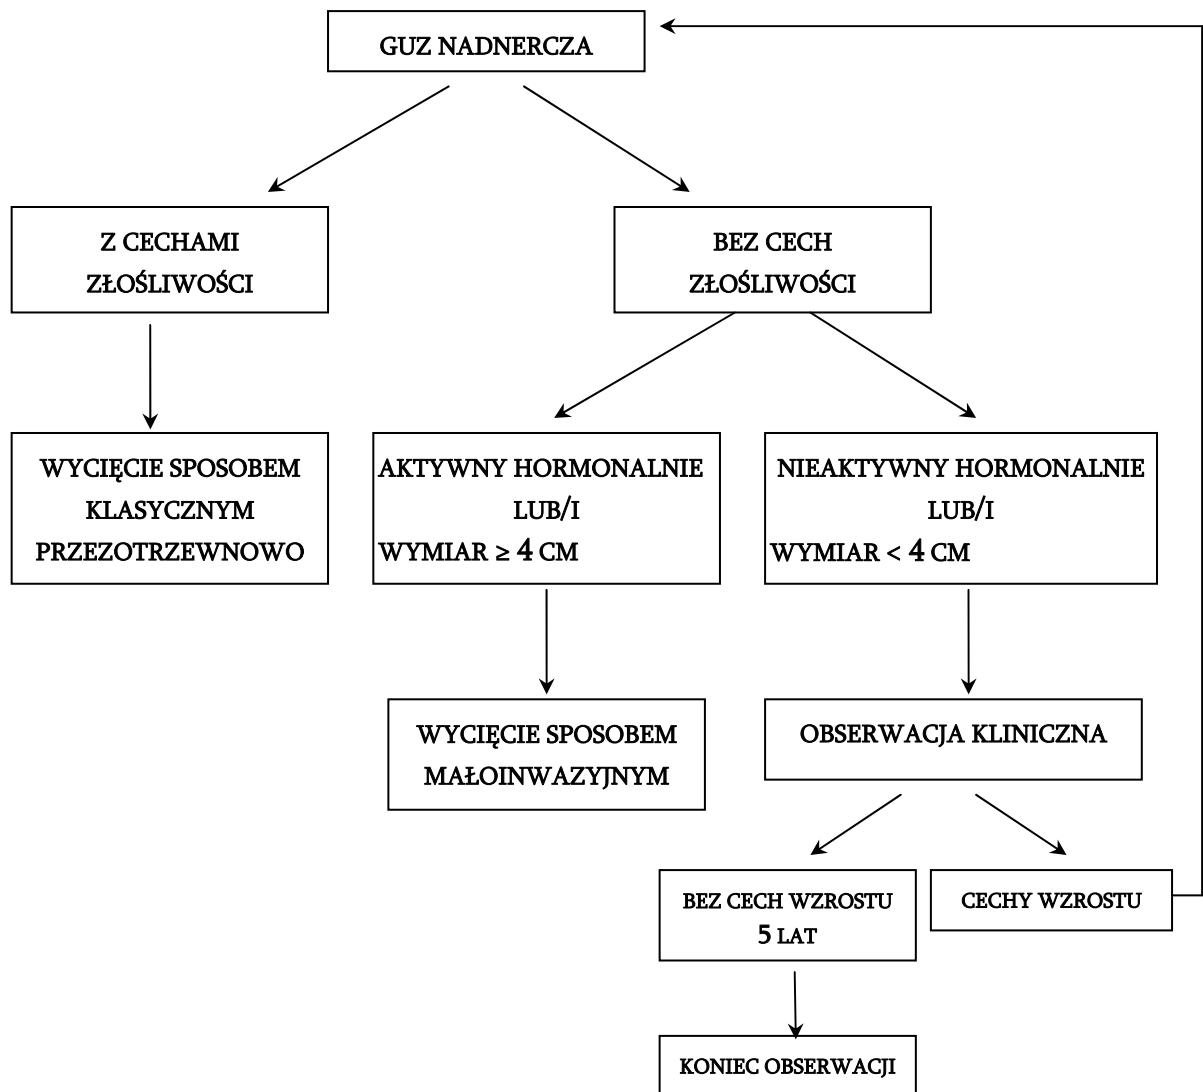 GUZ NADNERCZA
Z CECHAMI
ZŁOŚLIWOŚCI
BEZ CECH
ZŁOŚLIWOŚCI
WYCIĘCIE SPOSOBEM
KLASYCZNYM
PRZEZOTRZEWNOWO
AKTYWNY HORMONALNIE
LUB/I
WYMIAR ≥ 4 CM
NIEAKTYWNY HORMONALNIE
LUB/I
WYMIAR < 4 CM
WYCIĘCIE SPOSOBEM
MAŁOINWAZYJNYM
OBSERWACJA KLINICZNA
BEZ CECH WZROSTU
5 LAT
CECHY WZROSTU
KONIEC OBSERWACJI